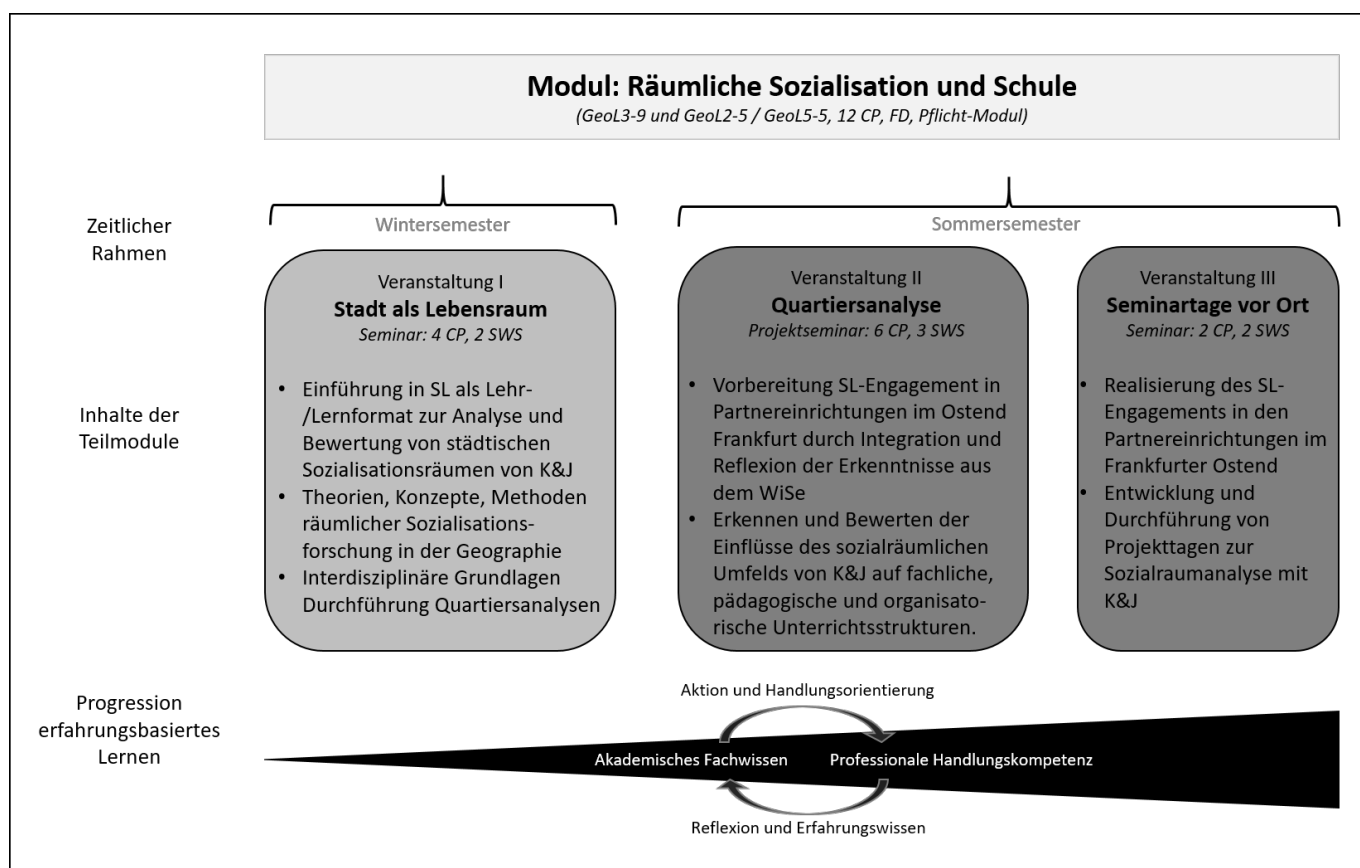 Modul: Räumliche Sozialisation und Schule
(GeoL3-9 und GeoL2-5 / GeoL5-5, 12 CP, FD, Pflicht-Modul)
Zeitlicher
Rahmen
Wintersemester
Sommersemester
Inhalte der
Teilmodule
Veranstaltung I
Stadt als Lebensraum
Seminar: 4 CP, 2 SWS
• Einführung in SL als Lehr-
/Lernformat zur Analyse und
Bewertung von städtischen
Sozialisationsräumen von K&J
• Theorien, Konzepte, Methoden
räumlicher Sozialisations-
forschung in der Geographie
• Interdisziplinäre Grundlagen
Durchführung Quartiersanalysen
Veranstaltung II
Quartiersanalyse
Projektseminar: 6 CP, 3 SWS
• Vorbereitung SL-Engagement in
Partnereinrichtungen im Ostend
Frankfurt durch Integration und
Reflexion der Erkenntnisse aus
dem WiSe
• Erkennen und Bewerten der
Einflüsse des sozialräumlichen
Umfelds von K&J auf fachliche,
pädagogische und organisato-
rische Unterrichtsstrukturen.
Veranstaltung III
Seminartage vor Ort
Seminar: 2 CP, 2 SWS
• Realisierung des SL-
Engagements in den
Partnereinrichtungen im
Frankfurter Ostend
• Entwicklung und
Durchführung von
Projekttagen zur
Sozialraumanalyse mit
K&J
Progression
erfahrungsbasiertes
Lernen
Aktion und Handlungsorientierung
Akademisches Fachwissen
Professionale Handlungskompetenz
Reflexion und Erfahrungswissen